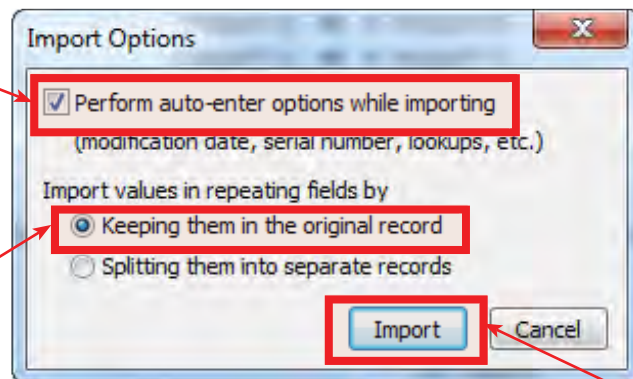 Import Options
Perform auto-enter options while importing
(modification date, serial number, lookups, etc.)
Import values in repeating fields by
Keeping them in the original record
Splitting them into separate records
Import Cancel